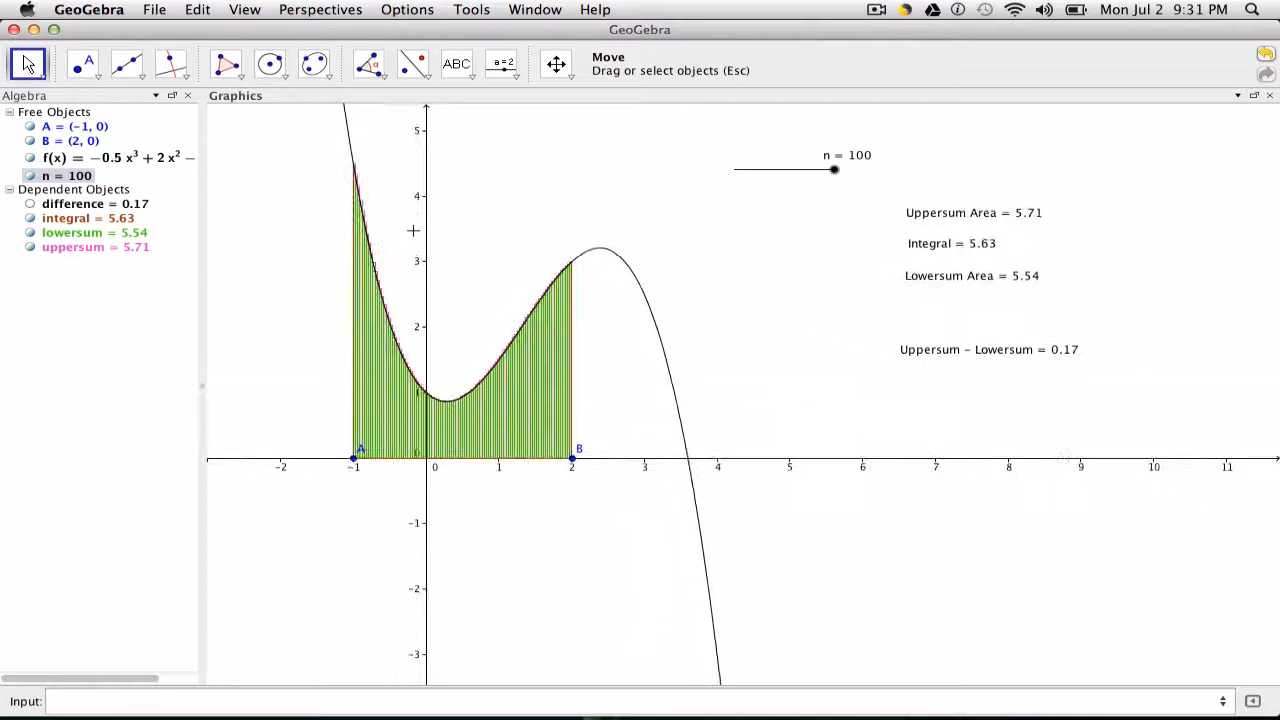 GeoGebra File Edit View Perspectives Options Tools Window Help Mon Jul 2 9:31 PM
GeoGebra
A ABC a=2 Move
Drag or select objects (Esc)
Algebra Graphics
Free Objects
A = (−1, 0)
B = (2, 0)
f(x) = −0.5 x³ + 2 x² −
n = 100
Dependent Objects
difference = 0.17
integral = 5.63
lowersum = 5.54
uppersum = 5.71
n = 100
Uppersum Area = 5.71
Integral = 5.63
Lowersum Area = 5.54
Uppersum − Lowersum = 0.17
5
4
3
2
1
0
A B
−2 −1 0 1 2 3 4 5 6 7 8 9 10 11
−1
−2
−3
Input: